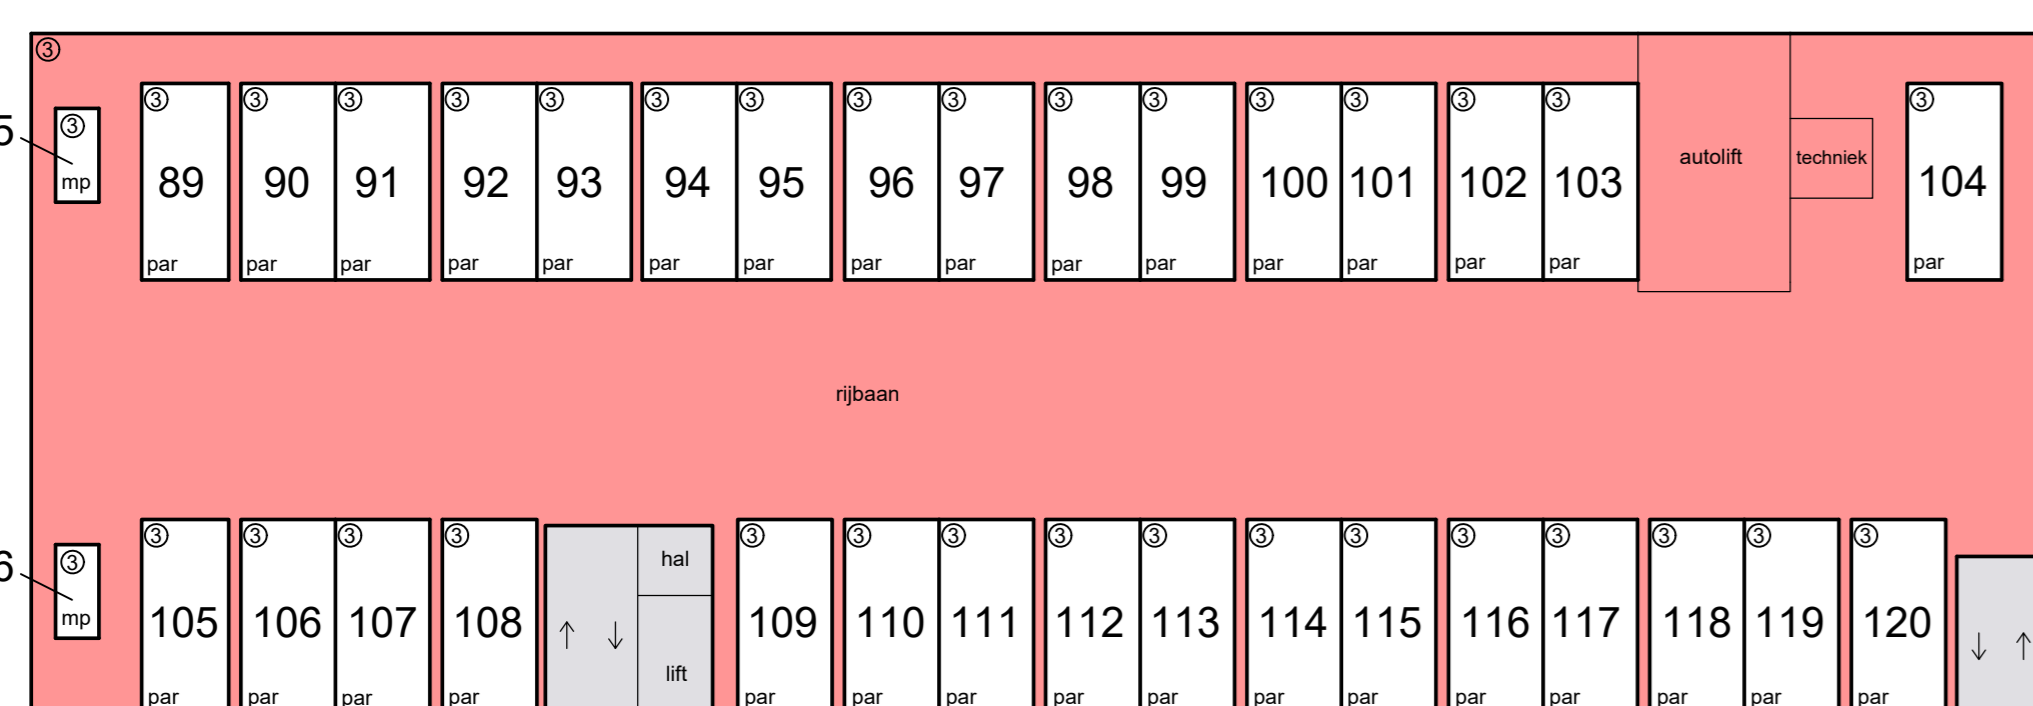 ③
③ ③ ③ ③ ③ ③ ③ ③ ③ ③ ③ ③ ③ ③ ③ ③
③
5
mp
89 90 91 92 93 94 95 96 97 98 99 100 101 102 103 autolift techniek 104
par par par par par par par par par par par par par par par par
rijbaan
③ ③ ③ ③ ③ ③ ③ ③ ③ ③ ③ ③ ③ ③ ③ ③
③
6
mp
hal
105 106 107 108 ↑ ↓ 109 110 111 112 113 114 115 116 117 118 119 120 ↓ ↑
lift
par par par par par par par par par par par par par par par par